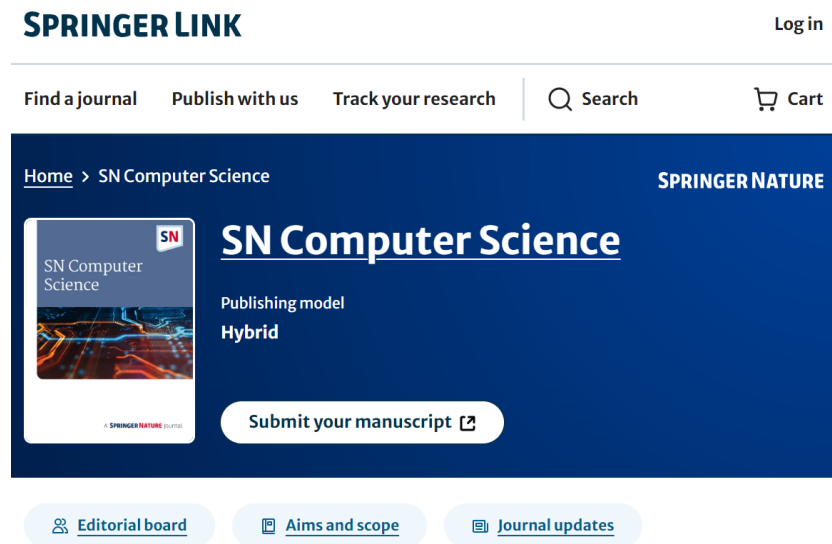 SPRINGER LINK
Log in
Find a journal Publish with us Track your research Search Cart
Home > SN Computer Science
SPRINGER NATURE
SN
SN Computer
Science
A SPRINGER NATURE journal
SN Computer Science
Publishing model
Hybrid
Submit your manuscript
Editorial board Aims and scope Journal updates